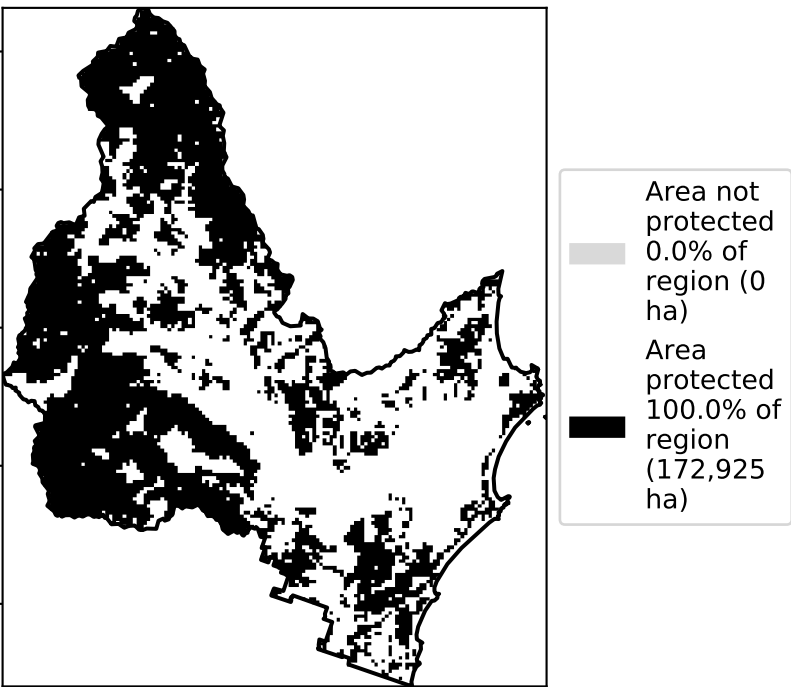 Area not
protected
0.0% of
region (0
ha)
Area
protected
100.0% of
region
(172,925
ha)